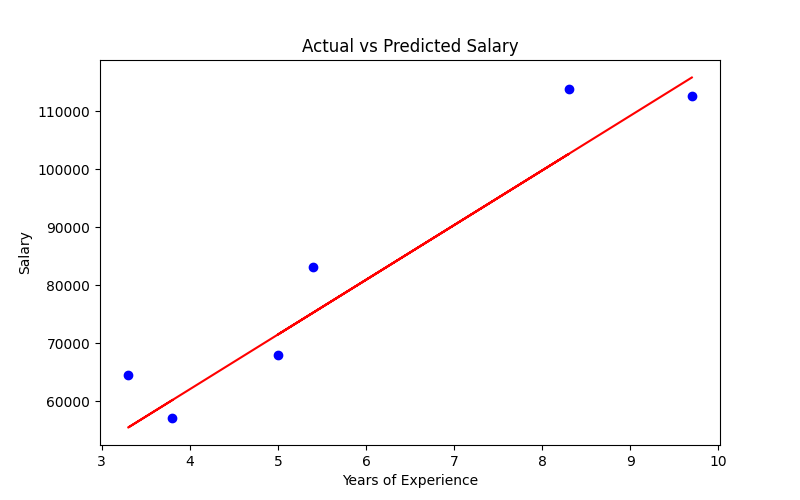 Actual vs Predicted Salary
110000
100000
90000
80000
70000
60000
Salary
3 4 5 6 7 8 9 10
Years of Experience